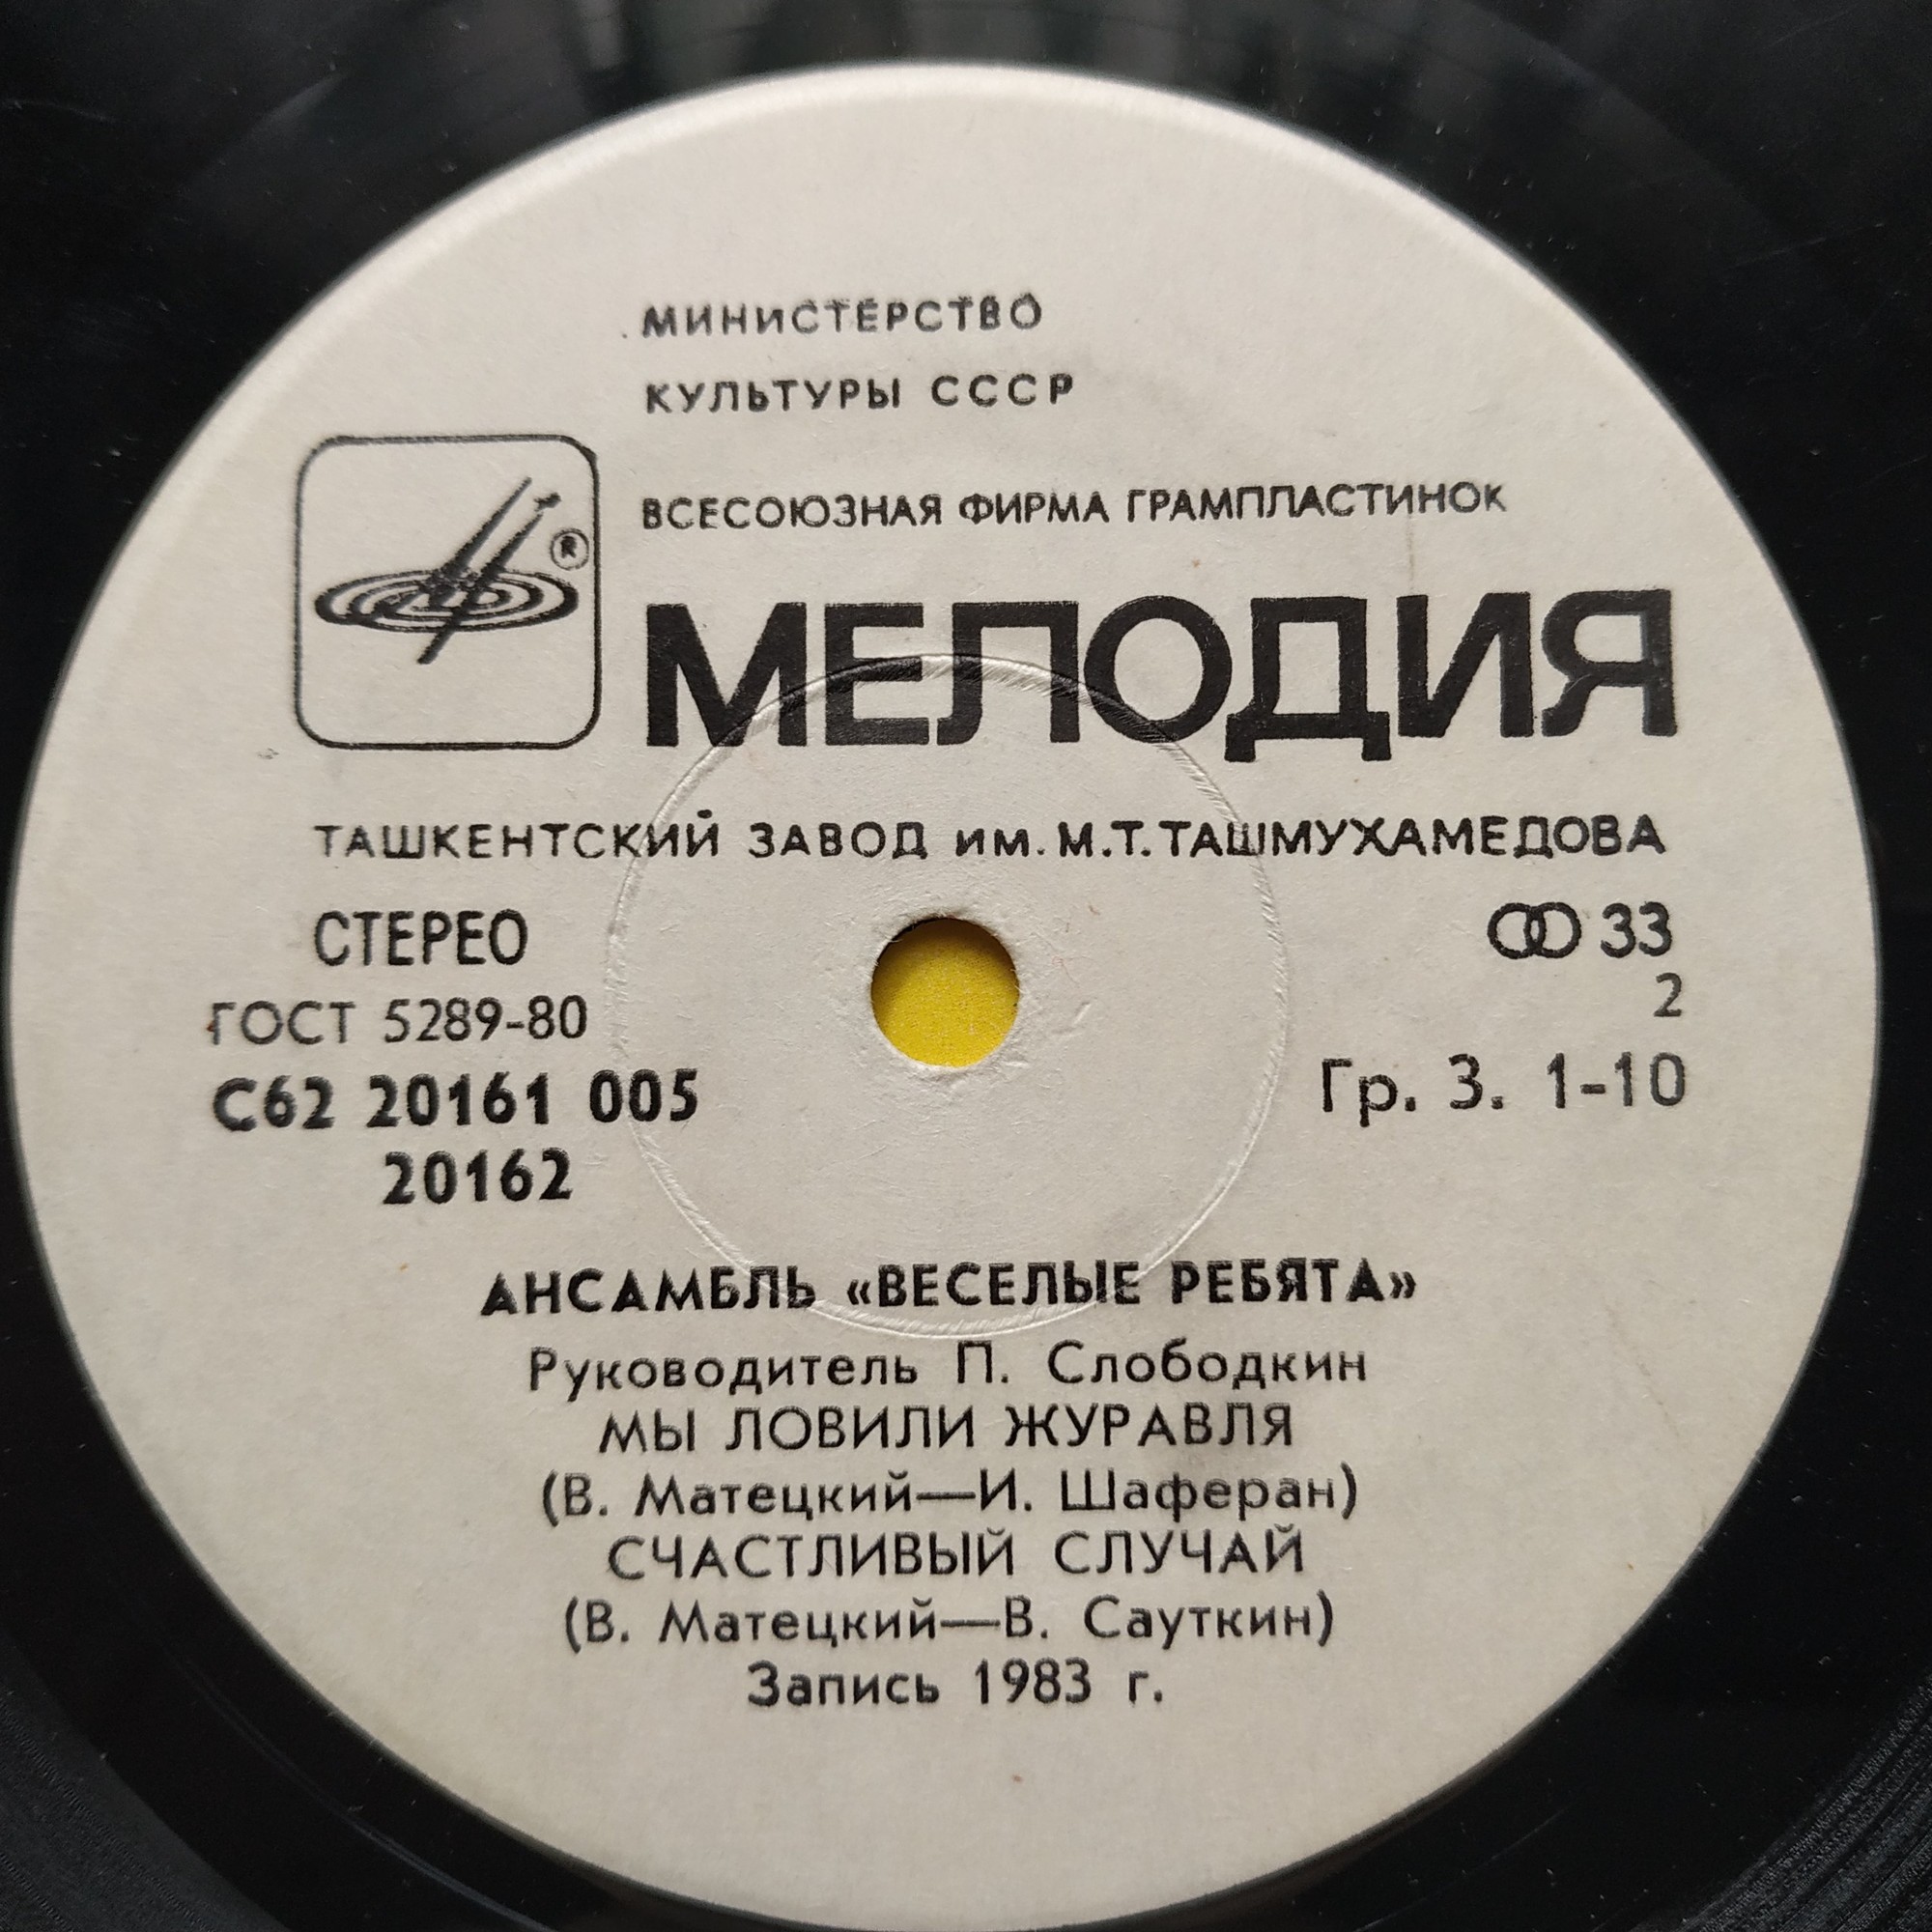 МИНИСТЕРСТВО
КУЛЬТУРЫ СССР
ВСЕСОЮЗНАЯ ФИРМА ГРАМПЛАСТИНОК
®
МЕЛОДИЯ
ТАШКЕНТСКИЙ ЗАВОД им. М.Т. ТАШМУХАМЕДОВА
СТЕРЕО
33
ГОСТ 5289-80
2
С62 20161 005
Гр. 3. 1-10
20162
АНСАМБЛЬ «ВЕСЕЛЫЕ РЕБЯТА»
Руководитель П. Слободкин
МЫ ЛОВИЛИ ЖУРАВЛЯ
(В. Матецкий—И. Шаферан)
СЧАСТЛИВЫЙ СЛУЧАЙ
(В. Матецкий—В. Сауткин)
Запись 1983 г.